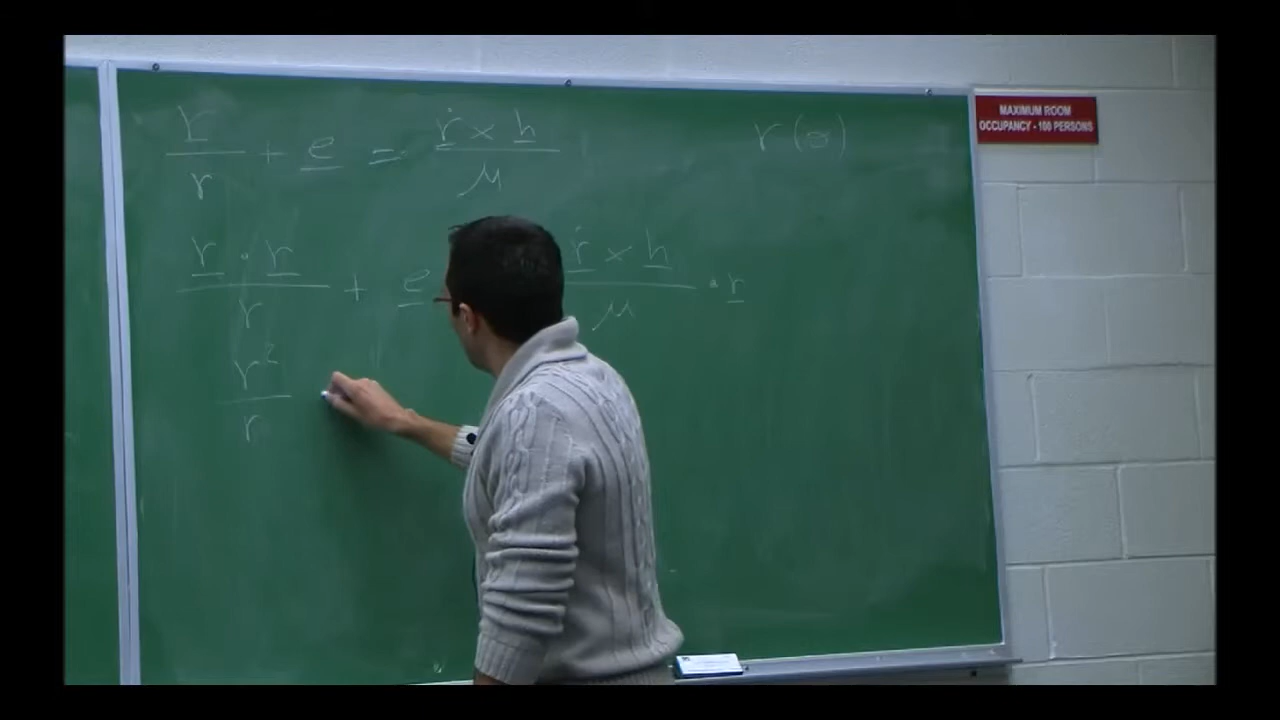 r/r + e = ṙ × h/μ
r(θ)
r · r/r + e ṙ × h/μ · r
r²/r
MAXIMUM ROOM
OCCUPANCY - 100 PERSONS